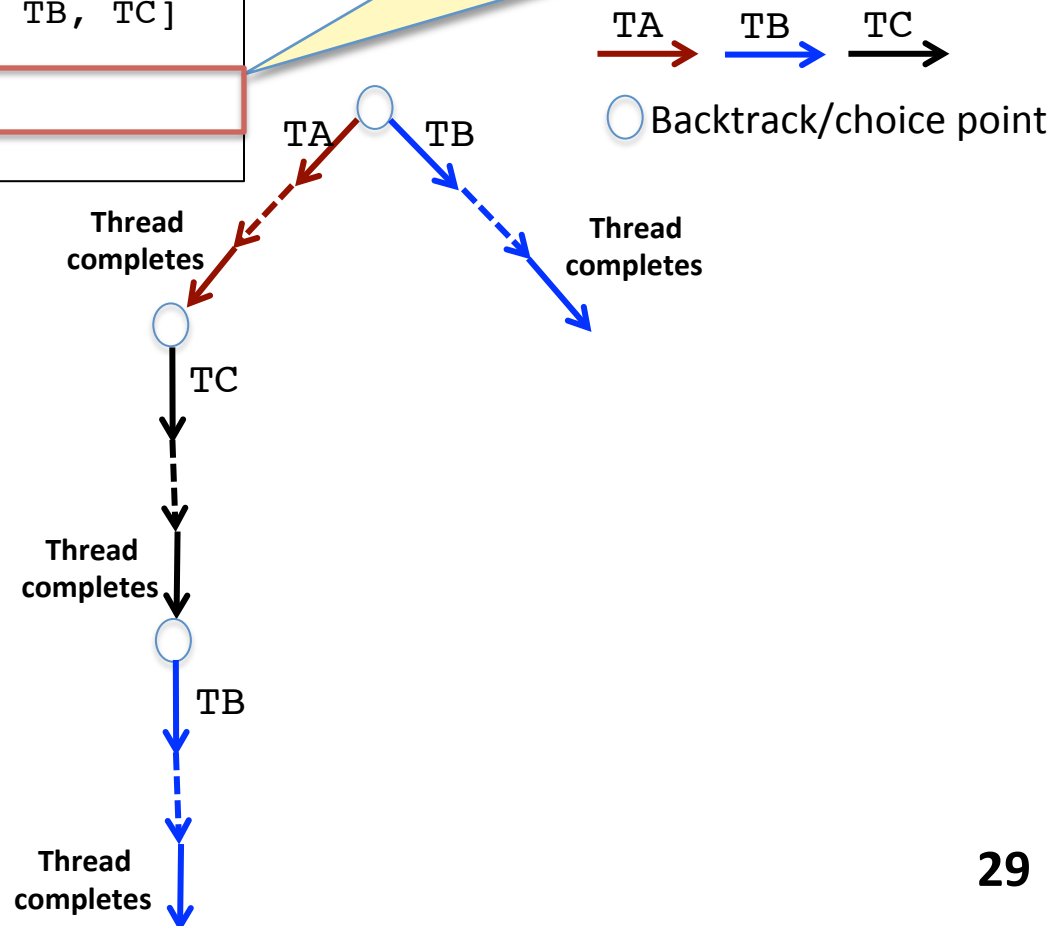 TB, TC]
TA TB TC
Backtrack/choice point
TA TB
Thread
completes
Thread
completes
TC
Thread
completes
TB
Thread
completes
29